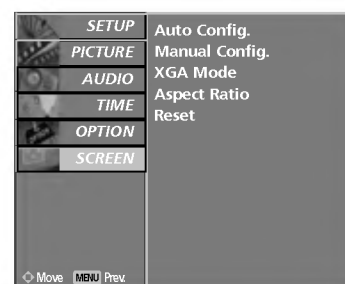 SETUP
PICTURE
AUDIO
TIME
OPTION
SCREEN
Auto Config.
Manual Config.
XGA Mode
Aspect Ratio
Reset
Move MENU Prev.